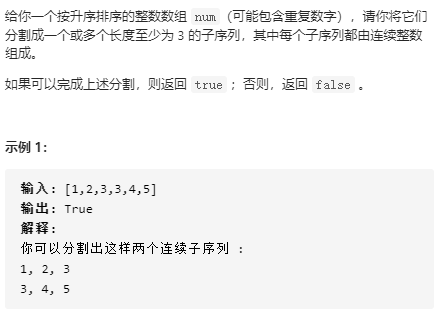 给你一个按升序排序的整数数组 num（可能包含重复数字），请你将它们
分割成一个或多个长度至少为 3 的子序列，其中每个子序列都由连续整数
组成。
如果可以完成上述分割，则返回 true ；否则，返回 false 。
示例 1：
输入: [1,2,3,3,4,5]
输出: True
解释:
你可以分割出这样两个连续子序列 :
1, 2, 3
3, 4, 5